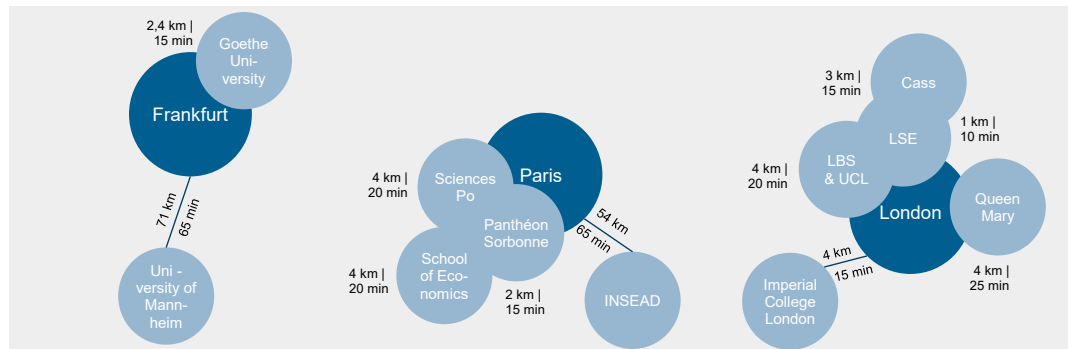 2,4 km |
15 min
Goethe
Uni-
versity
Frankfurt
71 km
65 min
Uni -
versity of
Mann-
heim
4 km |
20 min
Sciences
Po
Paris
Panthéon
Sorbonne
4 km |
20 min
School
of Eco-
nomics
2 km |
15 min
54 km
65 min
INSEAD
3 km |
15 min
Cass
1 km |
10 min
LSE
4 km |
20 min
LBS
& UCL
London
Queen
Mary
4 km |
25 min
4 km
15 min
Imperial
College
London